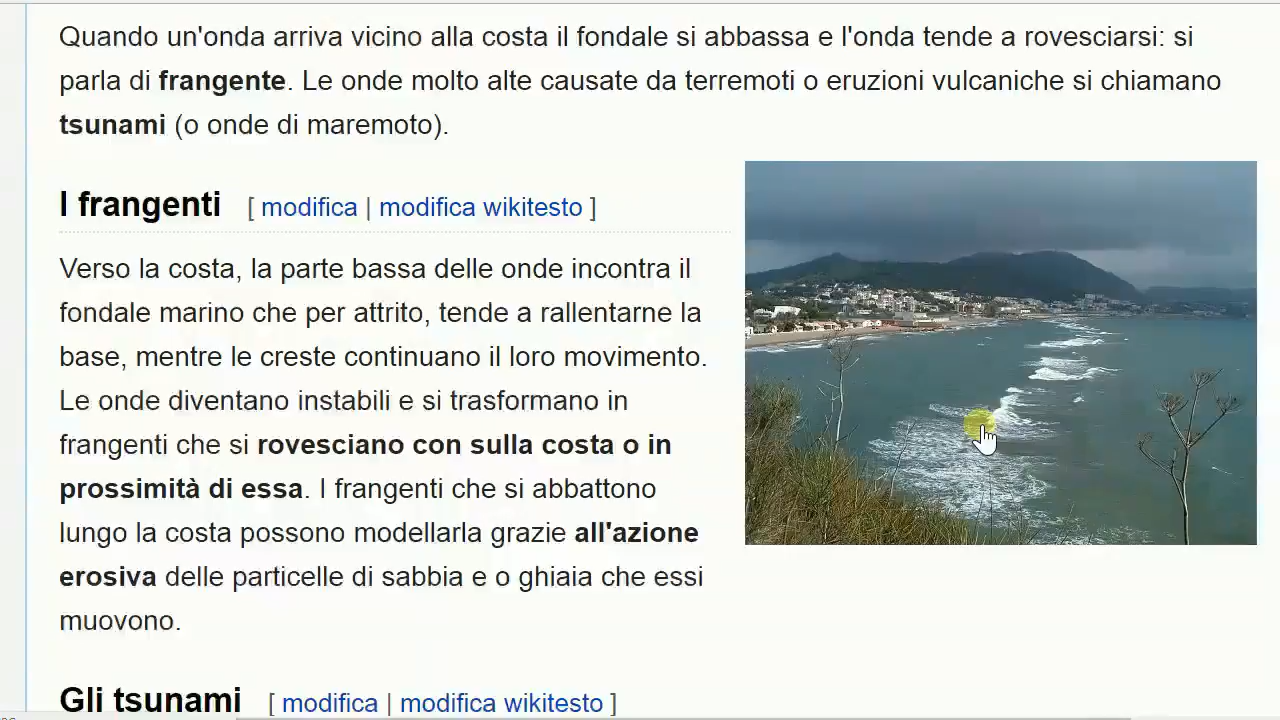 Quando un'onda arriva vicino alla costa il fondale si abbassa e l'onda tende a rovesciarsi: si
parla di frangente. Le onde molto alte causate da terremoti o eruzioni vulcaniche si chiamano
tsunami (o onde di maremoto).
I frangenti [ modifica | modifica wikitesto ]
Verso la costa, la parte bassa delle onde incontra il
fondale marino che per attrito, tende a rallentarne la
base, mentre le creste continuano il loro movimento.
Le onde diventano instabili e si trasformano in
frangenti che si rovesciano con sulla costa o in
prossimità di essa. I frangenti che si abbattono
lungo la costa possono modellarla grazie all'azione
erosiva delle particelle di sabbia e o ghiaia che essi
muovono.
Gli tsunami [ modifica | modifica wikitesto ]